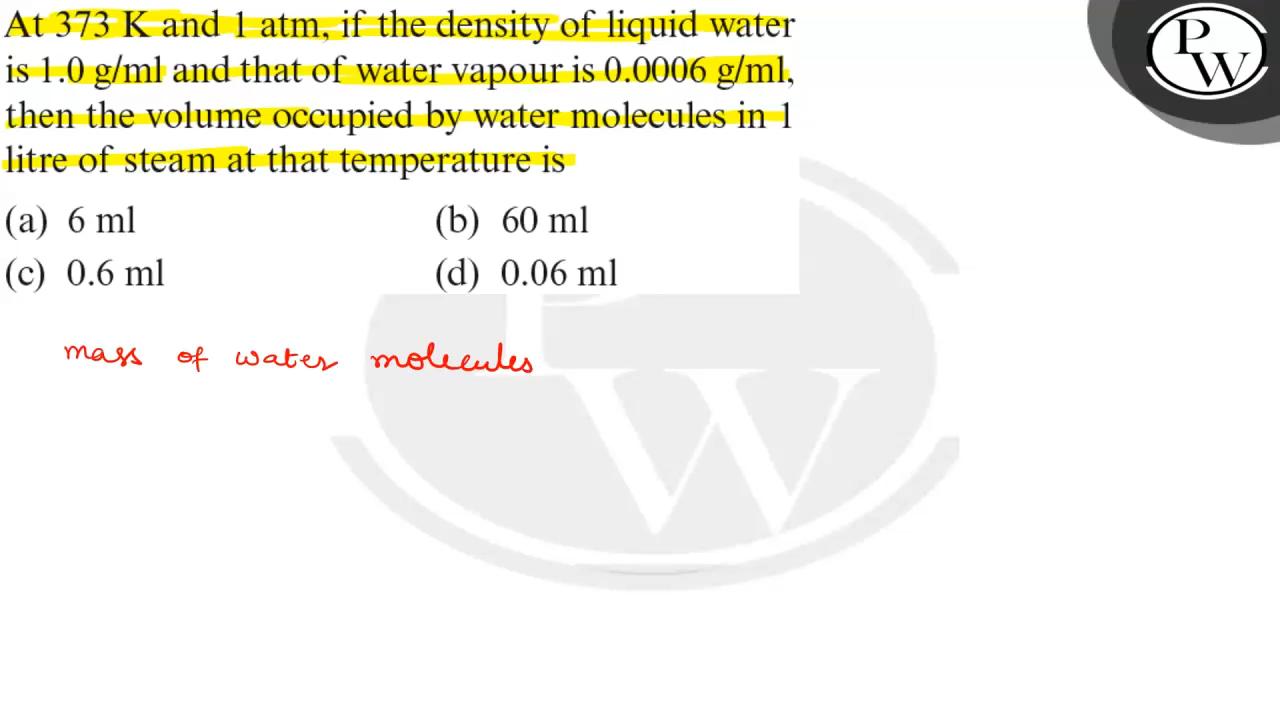 At 373 K and 1 atm, if the density of liquid water
is 1.0 g/ml and that of water vapour is 0.0006 g/ml,
then the volume occupied by water molecules in 1
litre of steam at that temperature is
(a) 6 ml (b) 60 ml
(c) 0.6 ml (d) 0.06 ml
mass of water molecules
P
W
W